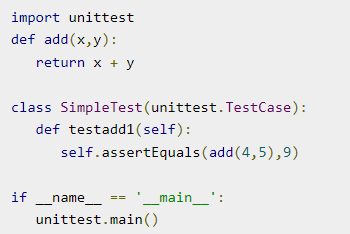 import unittest
def add(x,y):
   return x + y

class SimpleTest(unittest.TestCase):
   def testadd1(self):
      self.assertEquals(add(4,5),9)

if __name__ == '__main__':
   unittest.main()